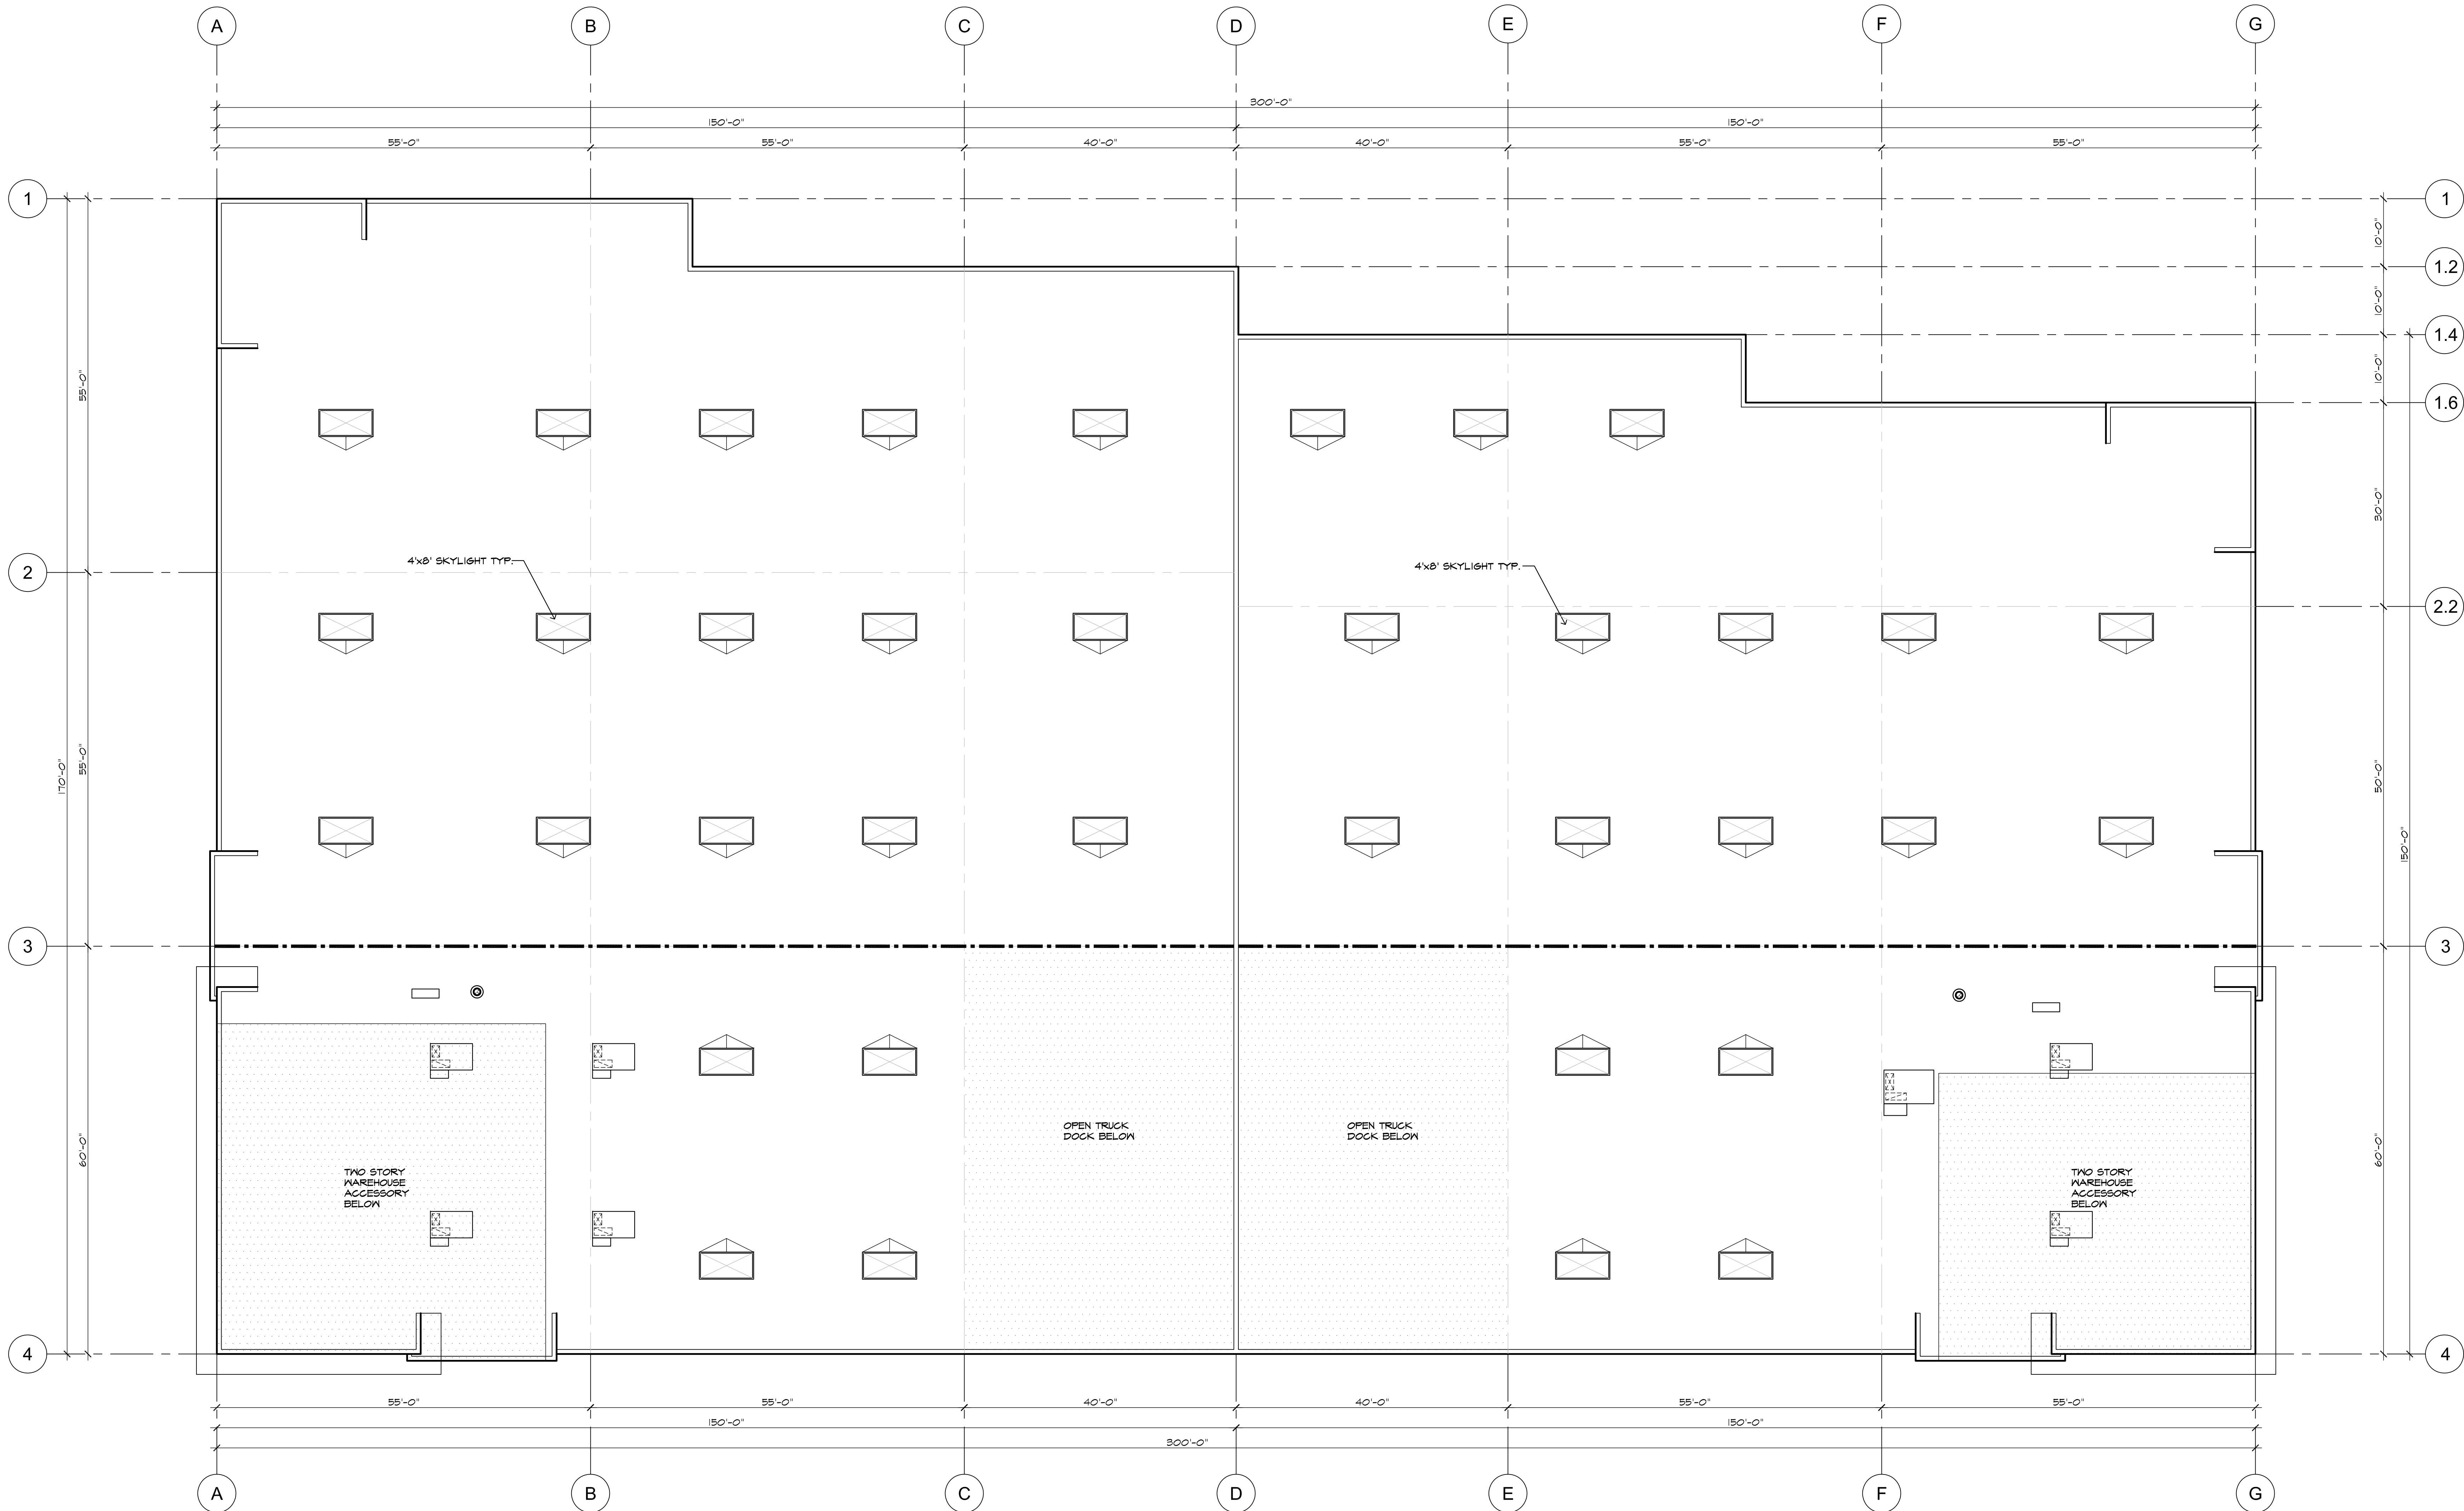 A B C D E F G
300'-0"
150'-0" 150'-0"
55'-0" 55'-0" 40'-0" 40'-0" 55'-0" 55'-0"
1 1
10'-0"
1.2
10'-0"
1.4
55'-0" 10'-0"
1.6
30'-0"
4'x8' SKYLIGHT TYP. 4'x8' SKYLIGHT TYP.
2
2.2
170'-0" 55'-0" 50'-0" 150'-0"
3 3
OPEN TRUCK
DOCK BELOW
OPEN TRUCK
DOCK BELOW
60'-0" 60'-0"
TWO STORY
WAREHOUSE
ACCESSORY
BELOW
TWO STORY
WAREHOUSE
ACCESSORY
BELOW
4 4
55'-0" 55'-0" 40'-0" 40'-0" 55'-0" 55'-0"
150'-0" 150'-0"
300'-0"
A B C D E F G